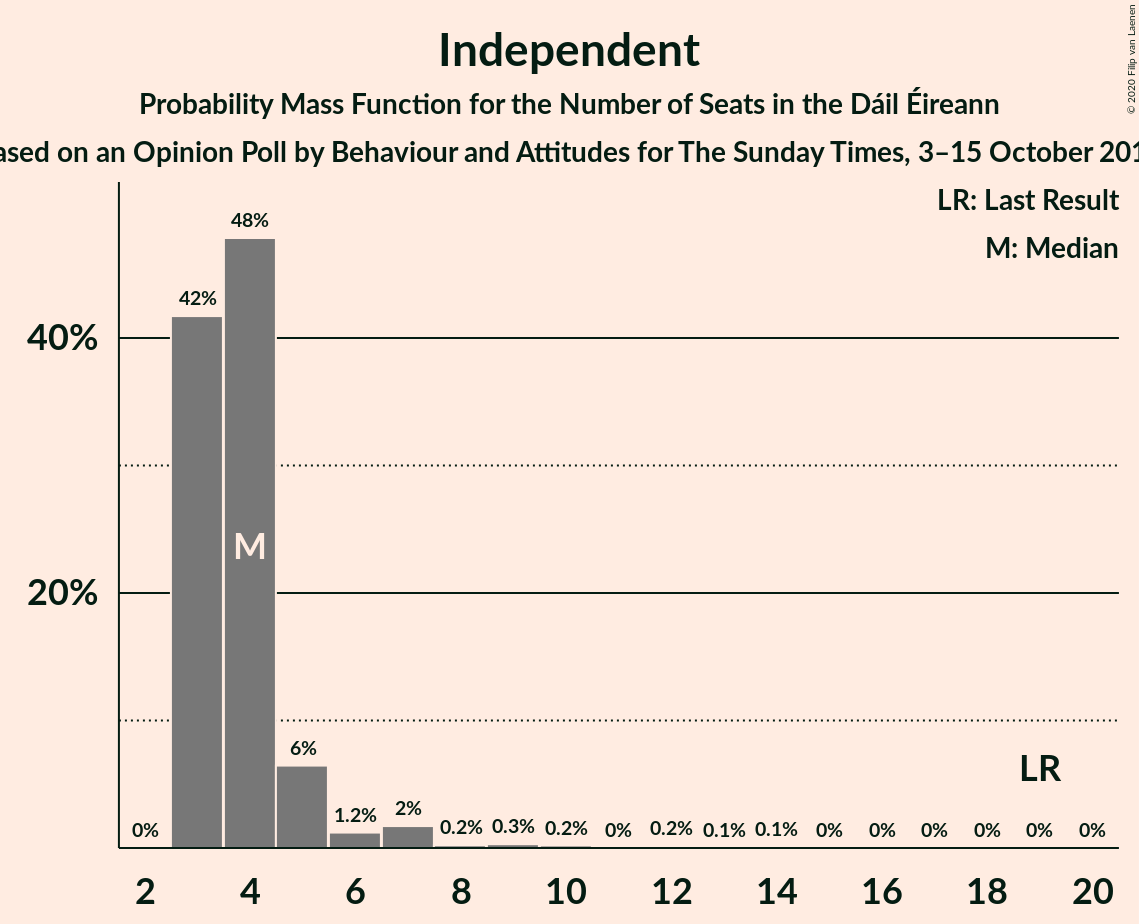 Independent
Probability Mass Function for the Number of Seats in the Dáil Éireann
on an Opinion Poll by Behaviour and Attitudes for The Sunday Times, 3–15 October
© 2020 Filip van Laenen
LR: Last Result
M: Median
48%
42%
40%
M
20%
6%
LR
2%
1.2%
0% 0.2% 0.3% 0.2% 0% 0.2% 0.1% 0.1% 0% 0% 0% 0% 0% 0%
2 4 6 8 10 12 14 16 18 20